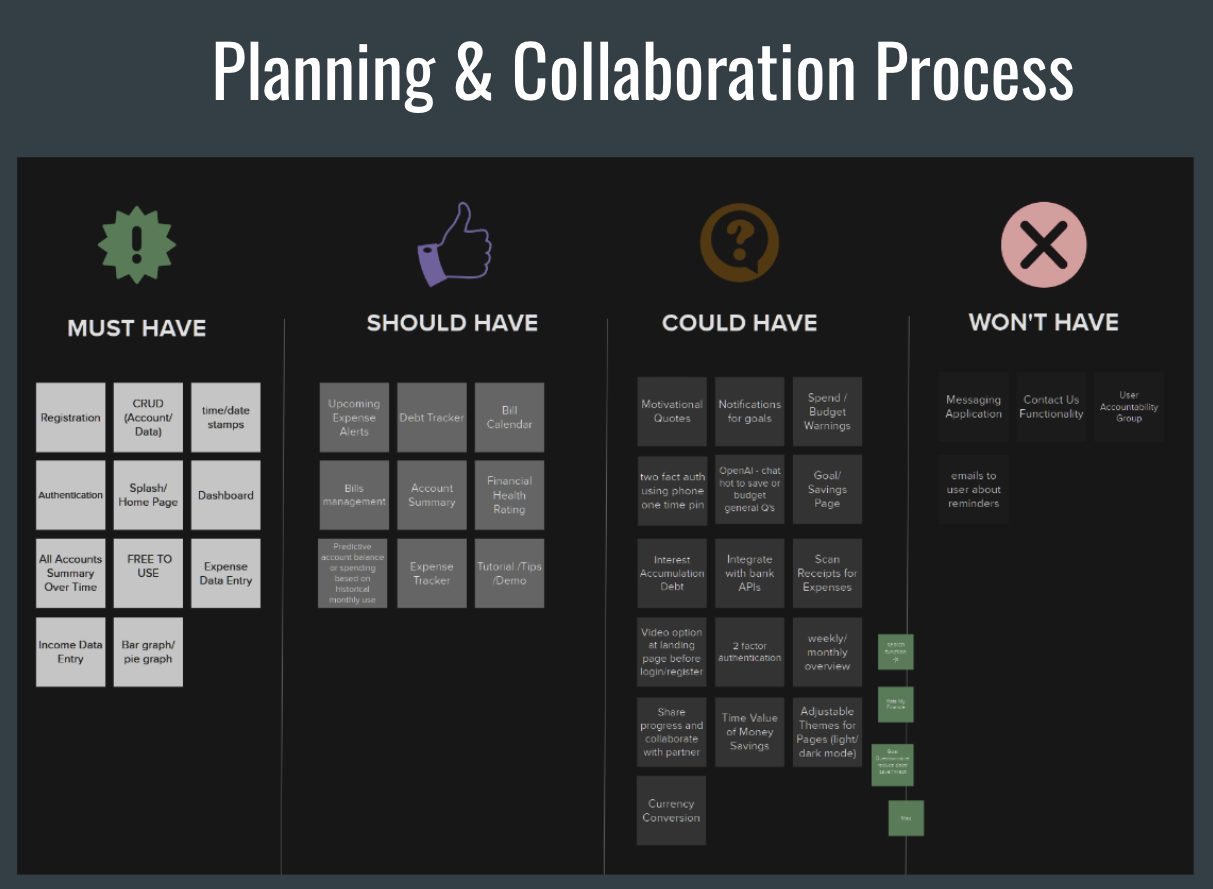 Planning & Collaboration Process
MUST HAVE
SHOULD HAVE
COULD HAVE
WON'T HAVE
Registration
CRUD
(Account/
Data)
time/date
stamps
Authentication
Splash/
Home Page
Dashboard
All Accounts
Summary
Over Time
FREE TO
USE
Expense
Data Entry
Income Data
Entry
Bar graph/
pie graph
Upcoming
Expense
Alerts
Debt Tracker
Bill
Calendar
Bills
management
Account
Summary
Financial
Health
Rating
Predictive
account balance
or spending
based on
historical
monthly use
Expense
Tracker
Tutorial /Tips
/Demo
Motivational
Quotes
Notifications
for goals
Spend /
Budget
Warnings
two fact auth
using phone
one time pin
OpenAI - chat
hot to save or
budget
general Q's
Goal/
Savings
Page
Interest
Accumulation
Debt
Integrate
with bank
APIs
Scan
Receipts for
Expenses
Video option
at landing
page before
login/register
2 factor
authentication
weekly/
monthly
overview
Share
progress and
collaborate
with partner
Time Value
of Money
Savings
Adjustable
Themes for
Pages (light/
dark mode)
Currency
Conversion
Messaging
Application
Contact Us
Functionality
User
Accountability
Group
emails to
user about
reminders